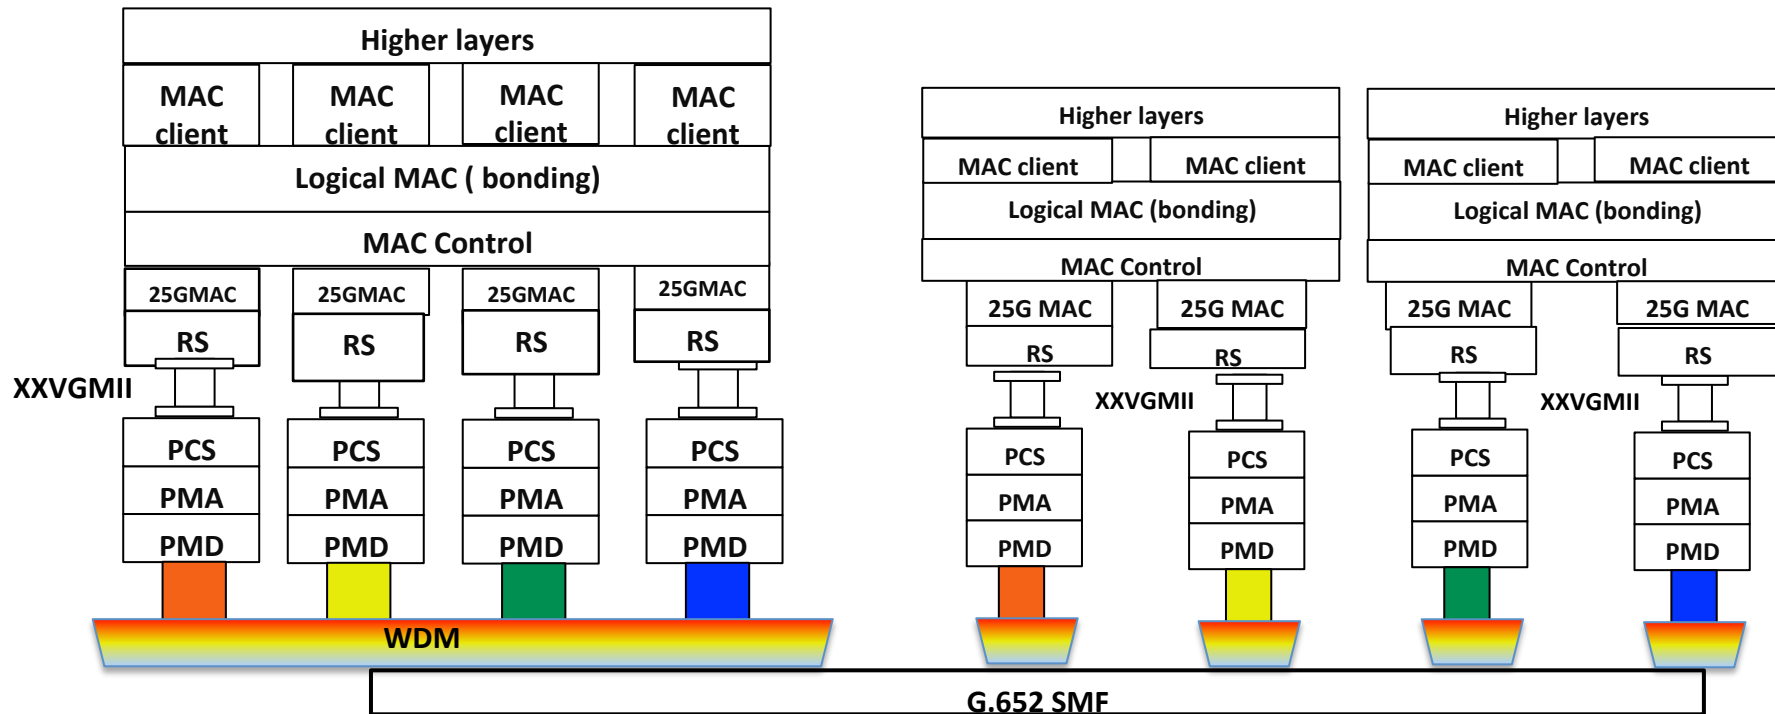 Higher layers
MAC client
MAC client
MAC client
MAC client
Logical MAC ( bonding)
MAC Control
25GMAC
25GMAC
25GMAC
25GMAC
RS
RS
RS
RS
XXVGMII
PCS
PCS
PCS
PCS
PMA
PMA
PMA
PMA
PMD
PMD
PMD
PMD
WDM
Higher layers
MAC client
MAC client
Logical MAC (bonding)
MAC Control
25G MAC
25G MAC
RS
RS
XXVGMII
PCS
PCS
PMA
PMA
PMD
PMD
Higher layers
MAC client
MAC client
Logical MAC (bonding)
MAC Control
25G MAC
25G MAC
RS
RS
XXVGMII
PCS
PCS
PMA
PMA
PMD
PMD
G.652 SMF